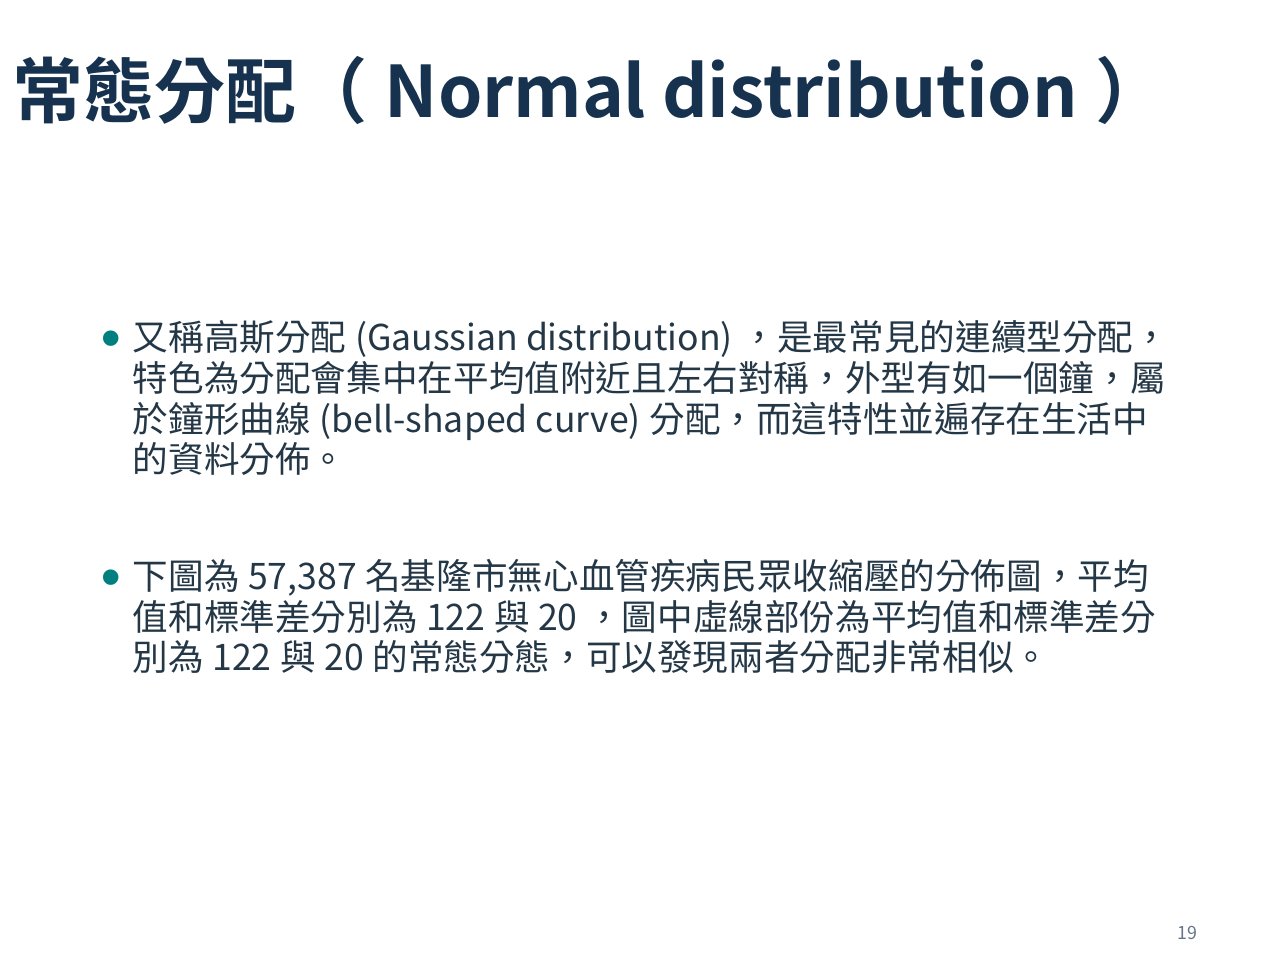 常態分配（Normal distribution）
• 又稱高斯分配 (Gaussian distribution) ，是最常見的連續型分配，
特色為分配會集中在平均值附近且左右對稱，外型有如一個鐘，屬
於鐘形曲線 (bell-shaped curve) 分配，而這特性並遍存在生活中
的資料分佈。
• 下圖為 57,387 名基隆市無心血管疾病民眾收縮壓的分佈圖，平均
值和標準差分別為 122 與 20 ，圖中虛線部份為平均值和標準差分
別為 122 與 20 的常態分態，可以發現兩者分配非常相似。
19